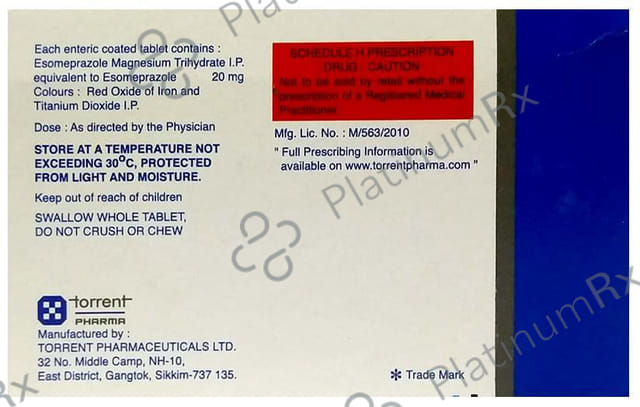 Each enteric coated tablet contains :
Esomeprazole Magnesium Trihydrate I.P.
equivalent to Esomeprazole 20 mg
Colours : Red Oxide of Iron and
Titanium Dioxide I.P.
Dose : As directed by the Physician
STORE AT A TEMPERATURE NOT
EXCEEDING 30⁰C, PROTECTED
FROM LIGHT AND MOISTURE.
Keep out of reach of children
SWALLOW WHOLE TABLET,
DO NOT CRUSH OR CHEW
torrent
PHARMA
Manufactured by :
TORRENT PHARMACEUTICALS LTD.
32 No. Middle Camp, NH-10,
East District, Gangtok, Sikkim-737 135.
SCHEDULE H PRESCRIPTION
DRUG : CAUTION
Not to be sold by retail without the
prescription of a Registered Medical
Practitioner.
Mfg. Lic. No. : M/563/2010
" Full Prescribing Information is
available on www.torrentpharma.com "
* Trade Mark
Platinum
PlatinumRx
PlatinumRx
Rx